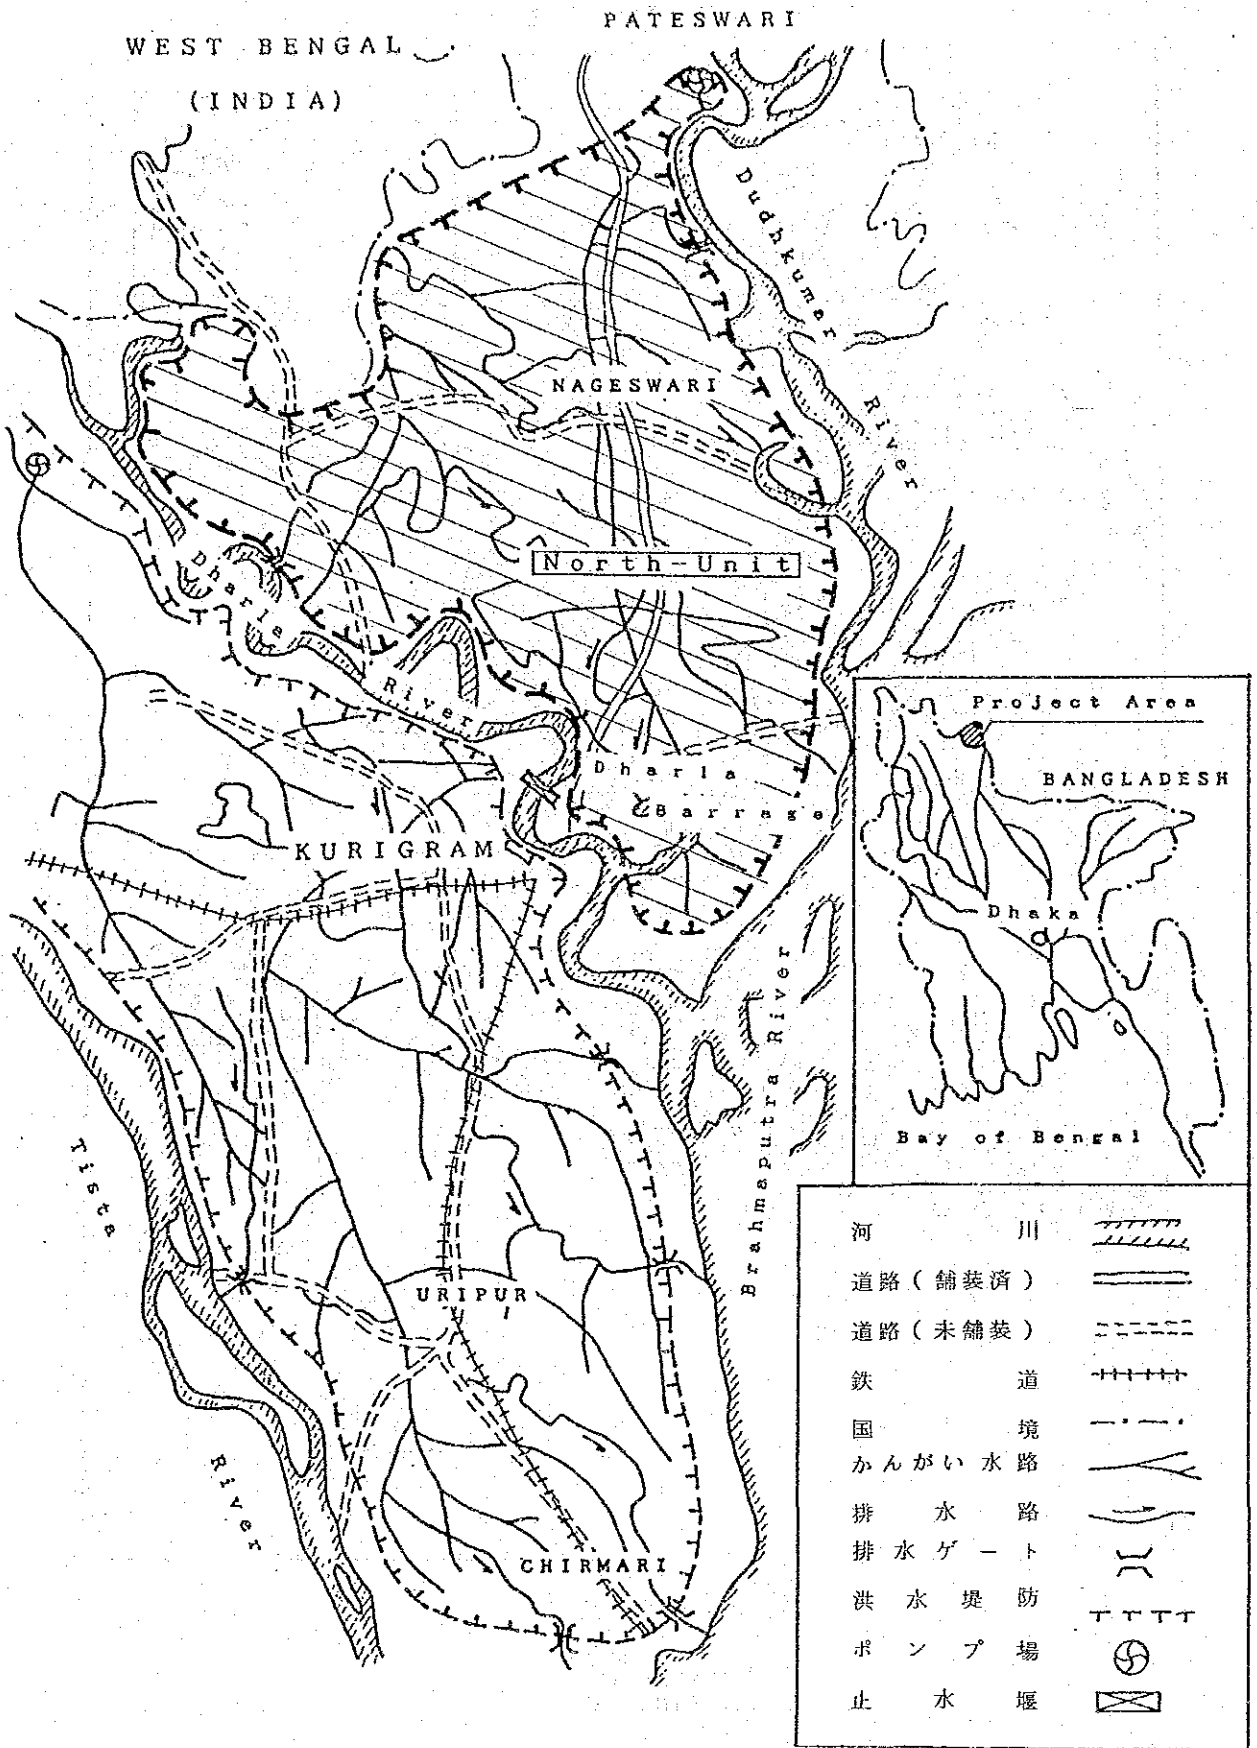 PATESWARI
WEST BENGAL
(INDIA)
Dudhkumar
River
NAGESWARI
North-Unit
Dharla
River
Dharla
Barrage
KURIGRAM
Brahmaputra River
Tista
River
URIPUR
CHIRMARI
Project Area
BANGLADESH
Dhaka
Bay of Bengal
河川
道路(舗装済)
道路(未舗装)
鉄道
国境
かんがい水路
排水路
排水ゲート
洪水堤防
ポンプ場
止水堰